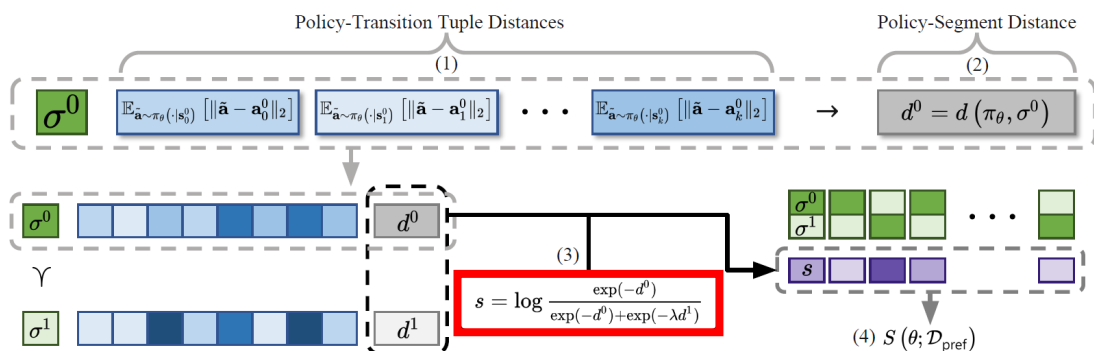 Policy-Transition Tuple Distances
Policy-Segment Distance
(1)
(2)
σ⁰
𝔼_{ã∼π_θ(·|s₀⁰)} [‖ã − a₀⁰‖₂]
𝔼_{ã∼π_θ(·|s₁⁰)} [‖ã − a₁⁰‖₂]
• • •
𝔼_{ã∼π_θ(·|s_k⁰)} [‖ã − a_k⁰‖₂]
→
d⁰ = d (π_θ, σ⁰)
σ⁰
d⁰
≻
σ¹
d¹
(3)
s = log exp(−d⁰) / exp(−d⁰)+exp(−λd¹)
σ⁰
σ¹
• • •
s
(4) S (θ; 𝒟_pref)